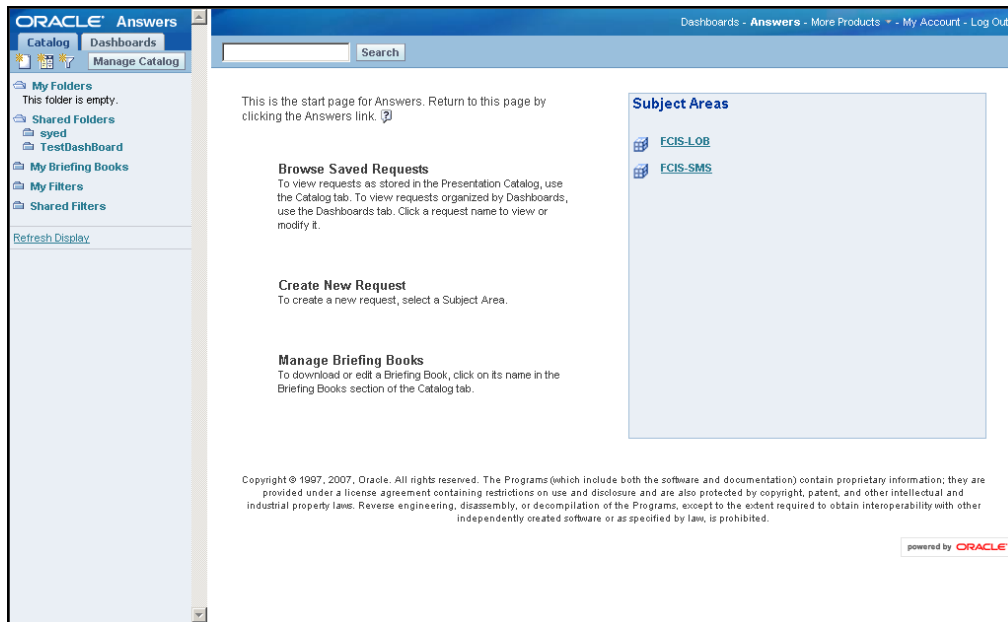 ORACLE® Answers
Catalog Dashboards
Manage Catalog
My Folders
This folder is empty.
Shared Folders
syed
TestDashBoard
My Briefing Books
My Filters
Shared Filters
Refresh Display
Dashboards - Answers - More Products - My Account - Log Out
Search
This is the start page for Answers. Return to this page by
clicking the Answers link.
Browse Saved Requests
To view requests as stored in the Presentation Catalog, use
the Catalog tab. To view requests organized by Dashboards,
use the Dashboards tab. Click a request name to view or
modify it.
Create New Request
To create a new request, select a Subject Area.
Manage Briefing Books
To download or edit a Briefing Book, click on its name in the
Briefing Books section of the Catalog tab.
Subject Areas
FCIS-LOB
FCIS-SMS
Copyright © 1997, 2007, Oracle. All rights reserved. The Programs (which include both the software and documentation) contain proprietary information; they are
provided under a license agreement containing restrictions on use and disclosure and are also protected by copyright, patent, and other intellectual and
industrial property laws. Reverse engineering, disassembly, or decompilation of the Programs, except to the extent required to obtain interoperability with other
independently created software or as specified by law, is prohibited.
powered by ORACLE